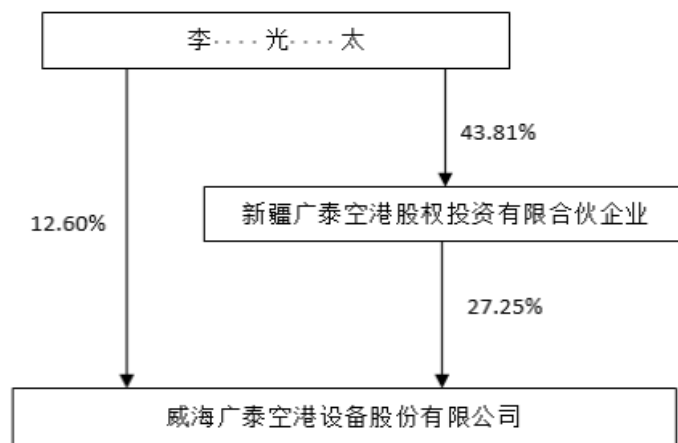 李····光····太
43.81%
新疆广泰空港股权投资有限合伙企业
12.60%
27.25%
威海广泰空港设备股份有限公司